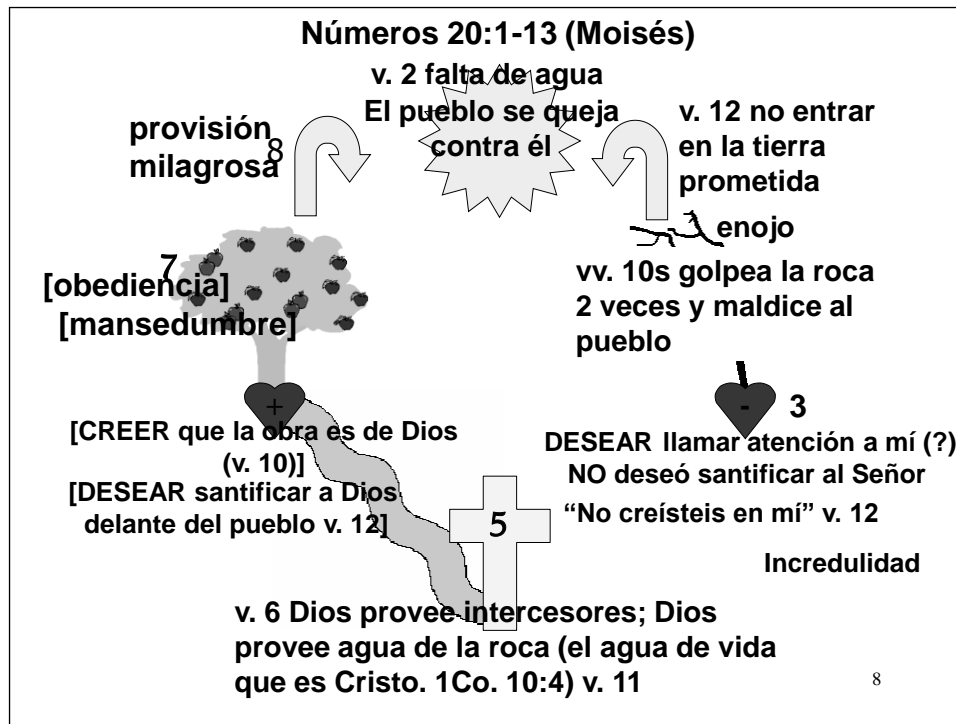 Números 20:1-13 (Moisés)
v. 2 falta de agua
El pueblo se queja
contra él
provisión
milagrosa
8
v. 12 no entrar
en la tierra
prometida
enojo
vv. 10s golpea la roca
2 veces y maldice al
pueblo
7
[obediencia]
[mansedumbre]
+
[CREER que la obra es de Dios
(v. 10)]
[DESEAR santificar a Dios
delante del pueblo v. 12]
-
3
DESEAR llamar atención a mí (?)
NO deseó santificar al Señor
“No creísteis en mí” v. 12
Incredulidad
5
v. 6 Dios provee intercesores; Dios
provee agua de la roca (el agua de vida
que es Cristo. 1Co. 10:4) v. 11
8